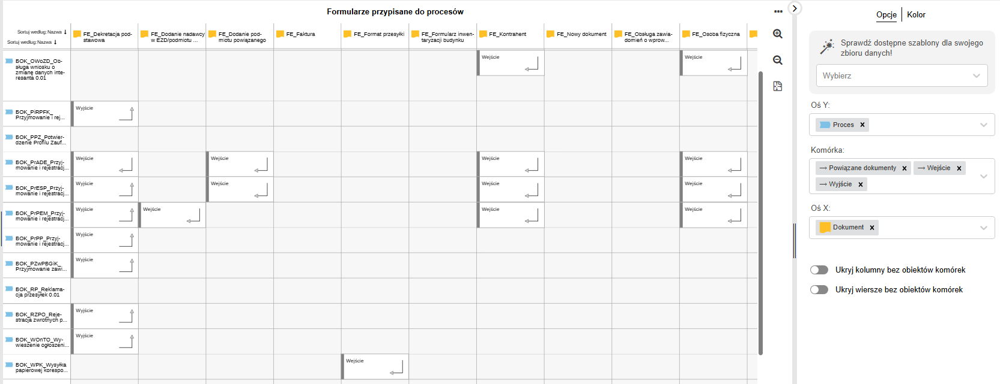 Formularze przypisane do procesów
Sortuj według: Nazwa
Sortuj według: Nazwa
FE_Dekretacja pod-
stawowa
FE_Dodanie nadawcy
w EZD/podmiotu ...
FE_Dodanie pod-
miotu powiązanego
FE_Faktura
FE_Format przesyłki
FE_Formularz inwen-
taryzacji budynku
FE_Kontrahent
FE_Nowy dokument
FE_Obsługa zawia-
domień o wprow...
FE_Osoba fizyczna
BOK_OWoZD_Ob-
sługa wniosku o
zmianę danych inte-
resanta 0.01
Wejście
Wejście
BOK_PiRPFK_
Przyjmowanie i rej...
Wyjście
BOK_PPZ_Potwier-
dzenie Profilu Zauf...
BOK_PrADE_Przyj-
mowanie i rejestracj...
Wejście
Wejście
Wejście
Wejście
BOK_PrESP_Przyj-
mowanie i rejestracj...
Wyjście
Wejście
Wejście
Wejście
BOK_PrPEM_Przyj-
mowanie i rejestracj...
Wyjście
Wejście
Wejście
Wejście
BOK_PrPP_Przyj-
mowanie i rejestracj...
Wyjście
BOK_PZwPBGiK_
Przyjmowanie zawi...
Wyjście
BOK_RP_Reklama-
cja przesyłek 0.01
BOK_RZPO_Reje-
stracja zwrotnych p...
Wyjście
BOK_WOnTO_Wy-
wieszenie ogłoszeni...
Wyjście
BOK_WPK_Wysyłka
papierowej korespo...
Wejście
Opcje
Kolor
Sprawdź dostępne szablony dla swojego
zbioru danych!
Wybierz
Oś Y:
Proces
Komórka:
Powiązane dokumenty
Wejście
Wyjście
Oś X:
Dokument
Ukryj kolumny bez obiektów komórek
Ukryj wiersze bez obiektów komórek